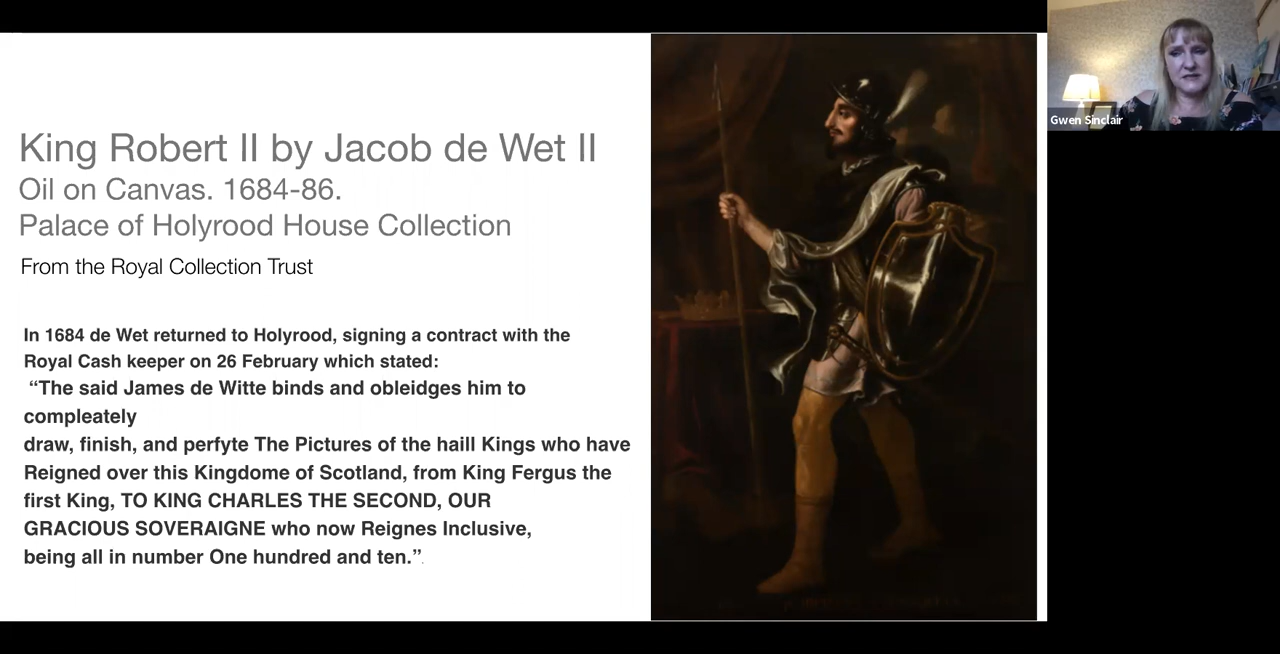 King Robert II by Jacob de Wet II
Oil on Canvas. 1684-86.
Palace of Holyrood House Collection
From the Royal Collection Trust
In 1684 de Wet returned to Holyrood, signing a contract with the
Royal Cash keeper on 26 February which stated:
“The said James de Witte binds and obleidges him to
compleately
draw, finish, and perfyte The Pictures of the haill Kings who have
Reigned over this Kingdome of Scotland, from King Fergus the
first King, TO KING CHARLES THE SECOND, OUR
GRACIOUS SOVERAIGNE who now Reignes Inclusive,
being all in number One hundred and ten.”.
Gwen Sinclair